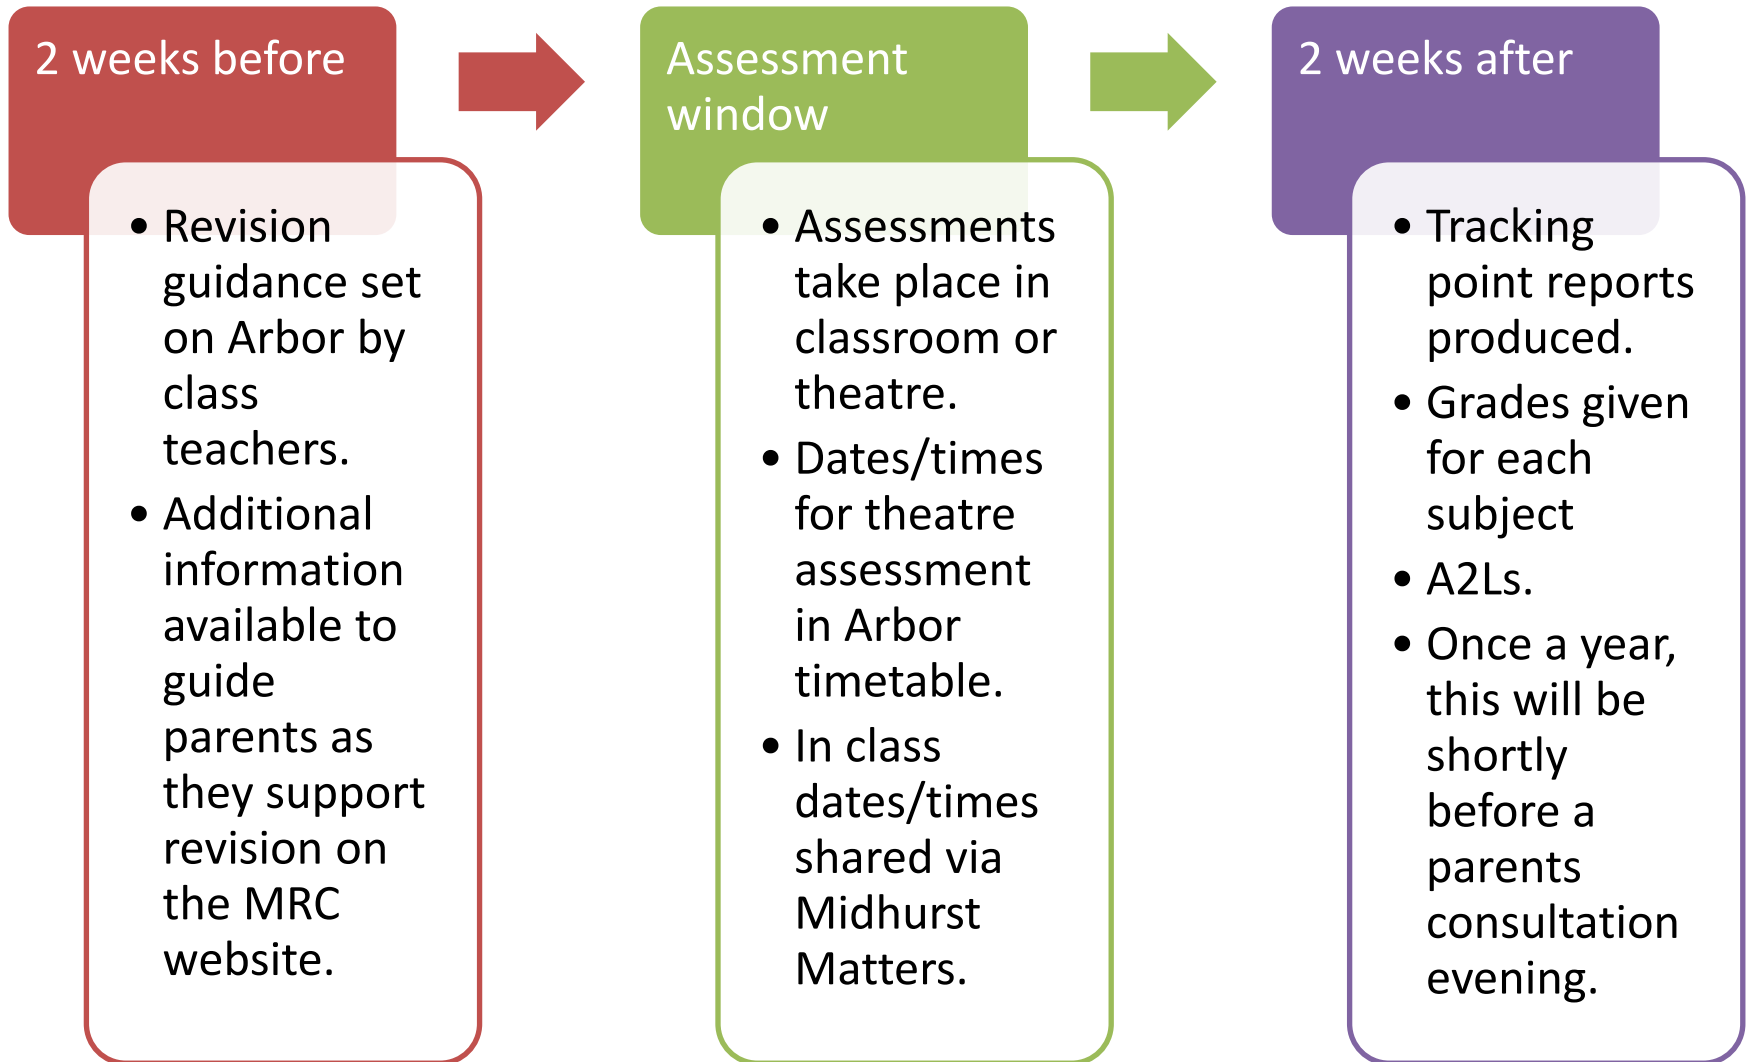 2 weeks before
• Revision
guidance set
on Arbor by
class
teachers.
• Additional
information
available to
guide
parents as
they support
revision on
the MRC
website.
Assessment
window
• Assessments
take place in
classroom or
theatre.
• Dates/times
for theatre
assessment
in Arbor
timetable.
• In class
dates/times
shared via
Midhurst
Matters.
2 weeks after
• Tracking
point reports
produced.
• Grades given
for each
subject
• A2Ls.
• Once a year,
this will be
shortly
before a
parents
consultation
evening.